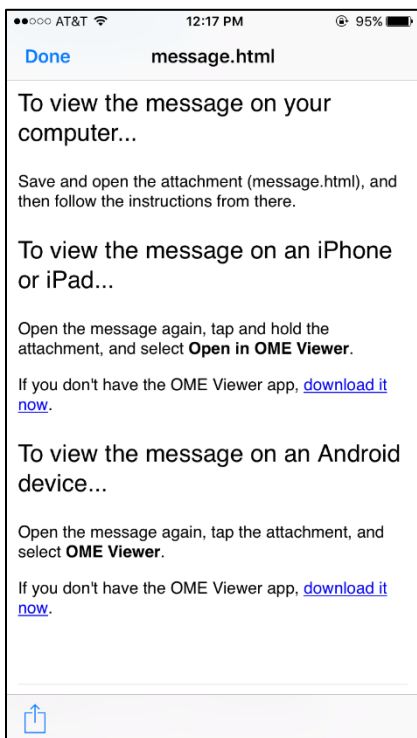 AT&T 12:17 PM 95%
Done message.html
To view the message on your
computer...
Save and open the attachment (message.html), and
then follow the instructions from there.
To view the message on an iPhone
or iPad...
Open the message again, tap and hold the
attachment, and select Open in OME Viewer.
If you don't have the OME Viewer app, download it
now.
To view the message on an Android
device...
Open the message again, tap the attachment, and
select OME Viewer.
If you don't have the OME Viewer app, download it
now.